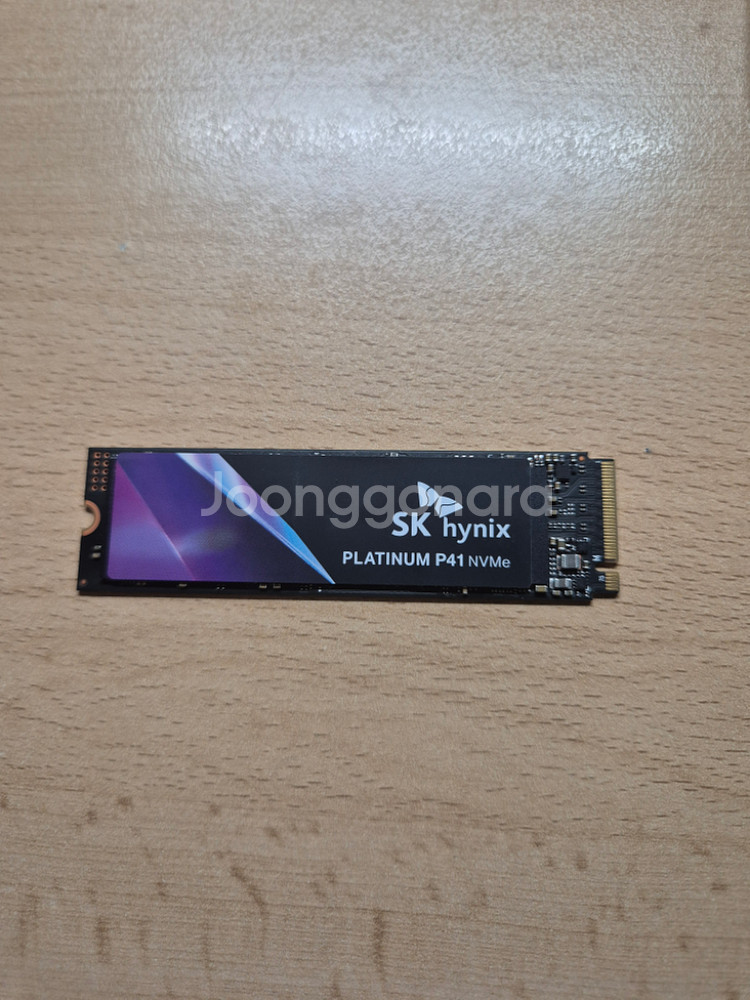 Joonggonara
SK hynix
PLATINUM P41 NVMe